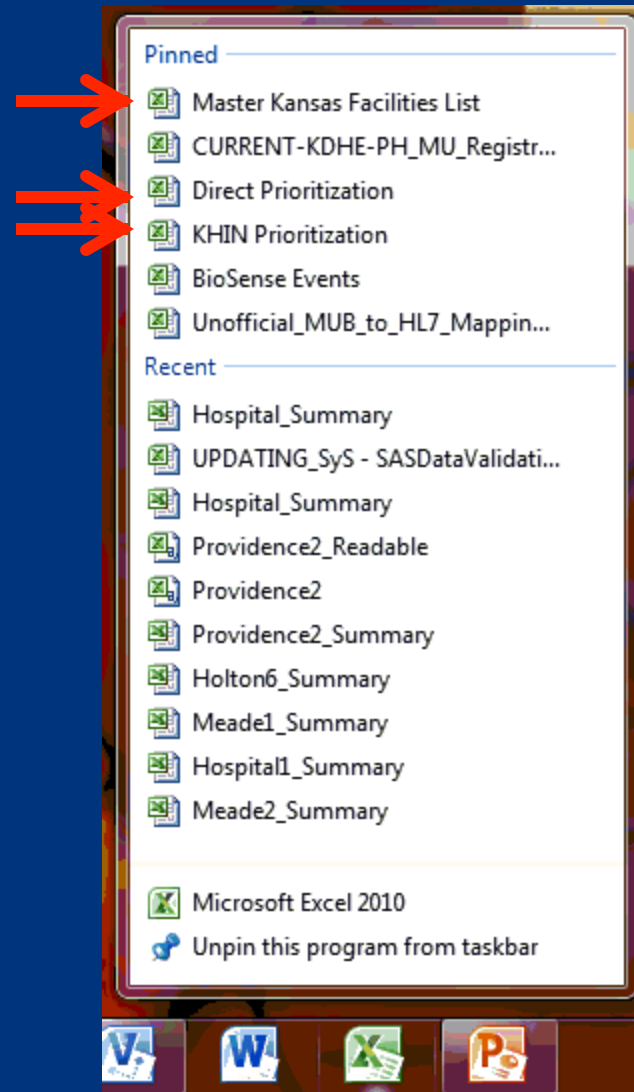 Pinned
Master Kansas Facilities List
CURRENT-KDHE-PH_MU_Registr...
Direct Prioritization
KHIN Prioritization
BioSense Events
Unofficial_MUB_to_HL7_Mappin...
Recent
Hospital_Summary
UPDATING_SyS - SASDataValidati...
Hospital_Summary
Providence2_Readable
Providence2
Providence2_Summary
Holton6_Summary
Meade1_Summary
Hospital1_Summary
Meade2_Summary
Microsoft Excel 2010
Unpin this program from taskbar
V W X P